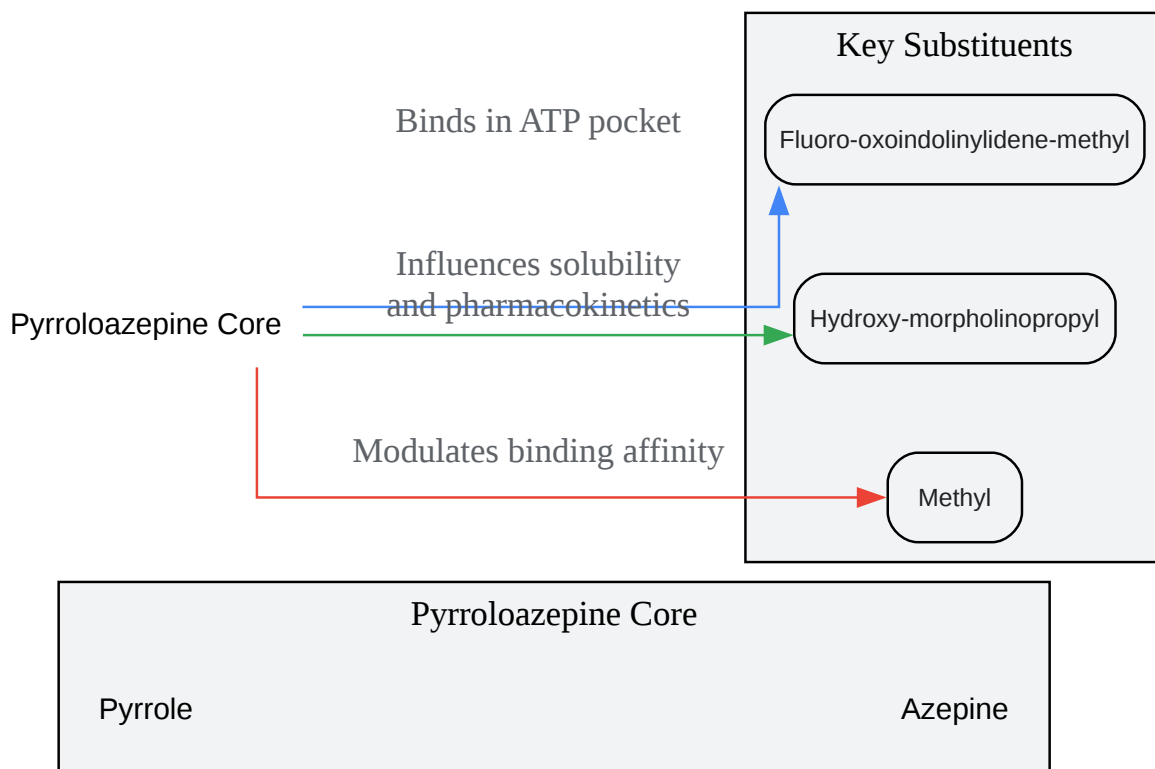 Key Substituents
Binds in ATP pocket
Fluoro-oxoindolinylidene-methyl
Influences solubility
and pharmacokinetics
Pyrroloazepine Core
Hydroxy-morpholinopropyl
Modulates binding affinity
Methyl
Pyrroloazepine Core
Pyrrole
Azepine